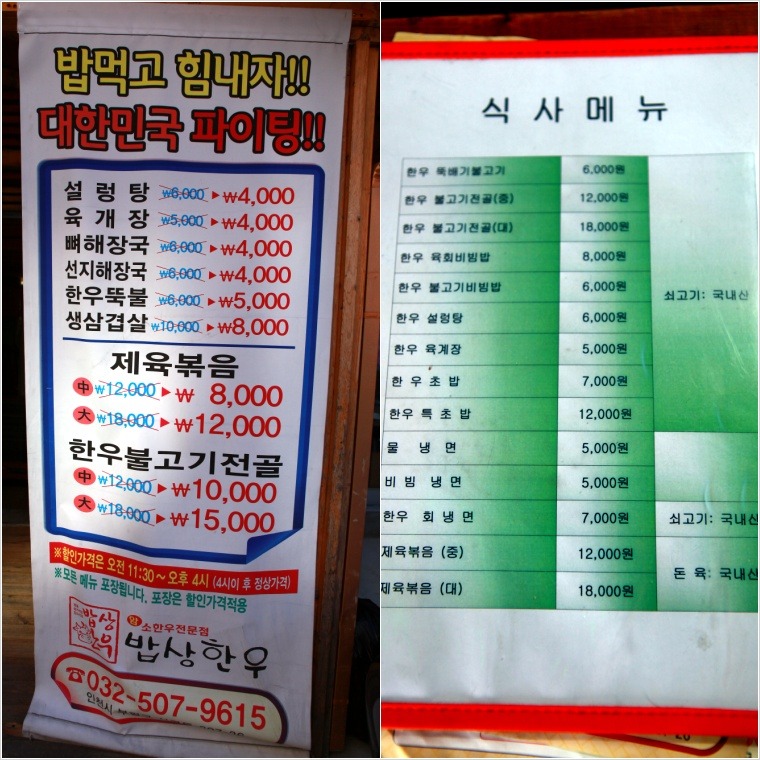 밥먹고 힘내자!!
대한민국 파이팅!!
설 렁 탕 ₩6,000 ▶ ₩4,000
육 개 장 ₩5,000 ▶ ₩4,000
뼈해장국 ₩6,000 ▶ ₩4,000
선지해장국 ₩6,000 ▶ ₩4,000
한우뚝불 ₩6,000 ▶ ₩5,000
생삼겹살 ₩10,000 ▶ ₩8,000
제육볶음
中 ₩12,000 ▶ ₩ 8,000
大 ₩18,000 ▶ ₩12,000
한우불고기전골
中 ₩12,000 ▶ ₩10,000
大 ₩18,000 ▶ ₩15,000
※할인가격은 오전 11:30 ~ 오후 4시 (4시이 후 정상가격)
※모든 메뉴 포장됩니다. 포장은 할인가격적용
밥상한우
암 소한우전문점
밥상한우
☎032-507-9615
인천시
식 사 메 뉴
한우 뚝배기불고기 6,000원
한우 불고기전골(중) 12,000원
한우 불고기전골(대) 18,000원
한우 육회비빔밥 8,000원
한우 불고기비빔밥 6,000원
쇠고기: 국내산
한우 설렁탕 6,000원
한우 육계장 5,000원
한 우 초 밥 7,000원
한우 특 초 밥 12,000원
물 냉 면 5,000원
비 빔 냉 면 5,000원
한우 회 냉 면 7,000원 쇠고기: 국내산
제육볶음 (중) 12,000원
돈 육: 국내산
제육볶음 (대) 18,000원